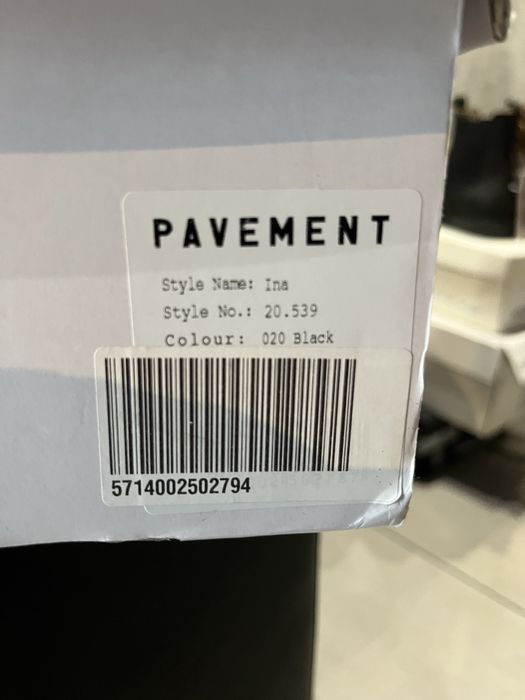 PAVEMENT
Style Name: Ina
Style No.: 20.539
Colour: 020 Black
5714002502794